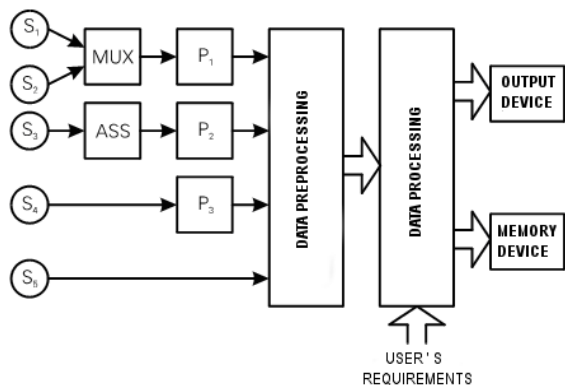 S₁
MUX
P₁
S₂
S₃
ASS
P₂
S₄
P₃
S₅
DATA PREPROCESSING
DATA PROCESSING
OUTPUT
DEVICE
MEMORY
DEVICE
USER'S
REQUIREMENTS